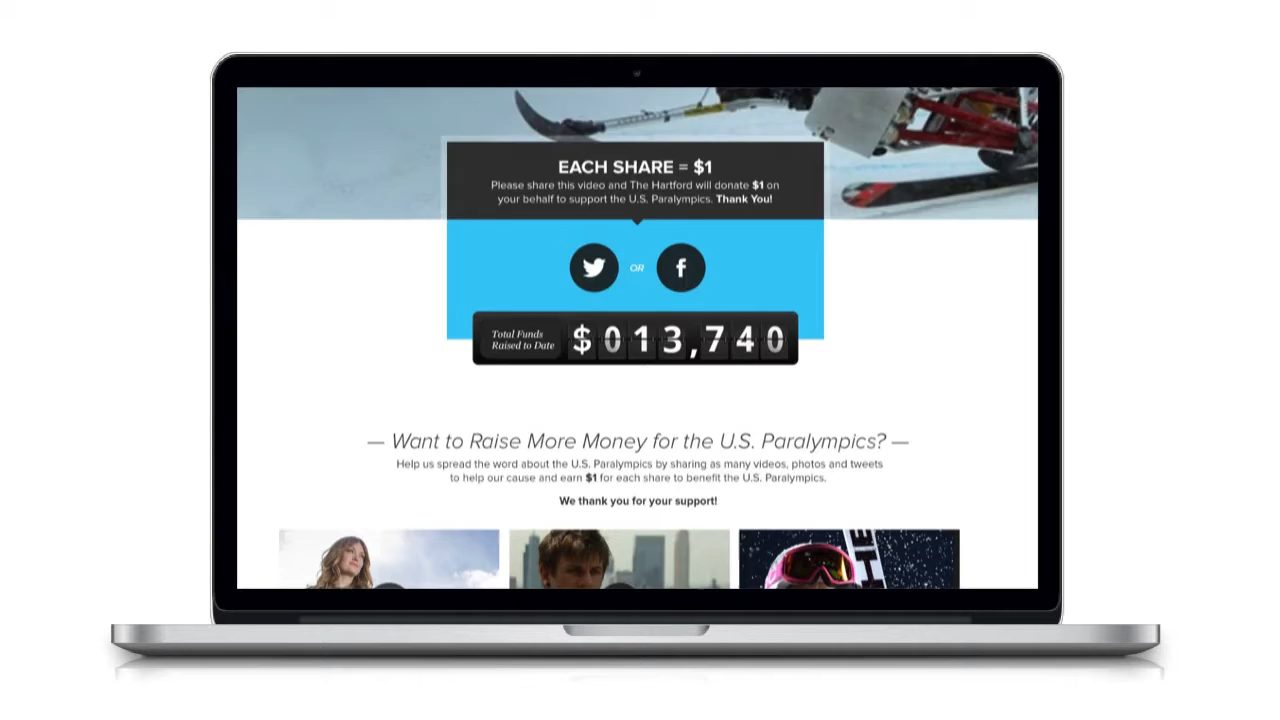 EACH SHARE = $1
Please share this video and The Hartford will donate $1 on
your behalf to support the U.S. Paralympics. Thank You!
OR
Total Funds
Raised to Date
$013,740
— Want to Raise More Money for the U.S. Paralympics? —
Help us spread the word about the U.S. Paralympics by sharing as many videos, photos and tweets
to help our cause and earn $1 for each share to benefit the U.S. Paralympics.
We thank you for your support!
THE